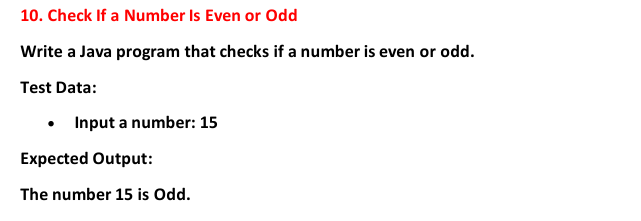 10. Check If a Number Is Even or Odd
Write a Java program that checks if a number is even or odd.
Test Data:
• Input a number: 15
Expected Output:
The number 15 is Odd.